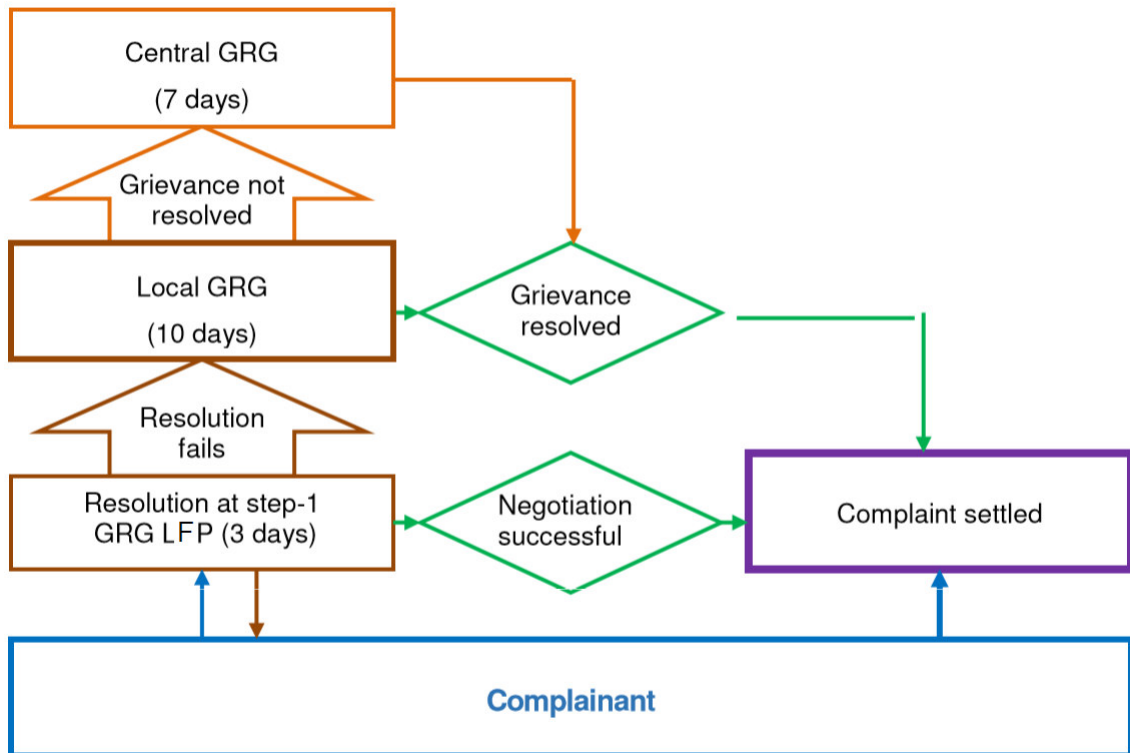 Central GRG
(7 days)
Grievance not
resolved
Local GRG
(10 days)
Grievance
resolved
Resolution
fails
Resolution at step-1
GRG LFP (3 days)
Negotiation
successful
Complaint settled
Complainant